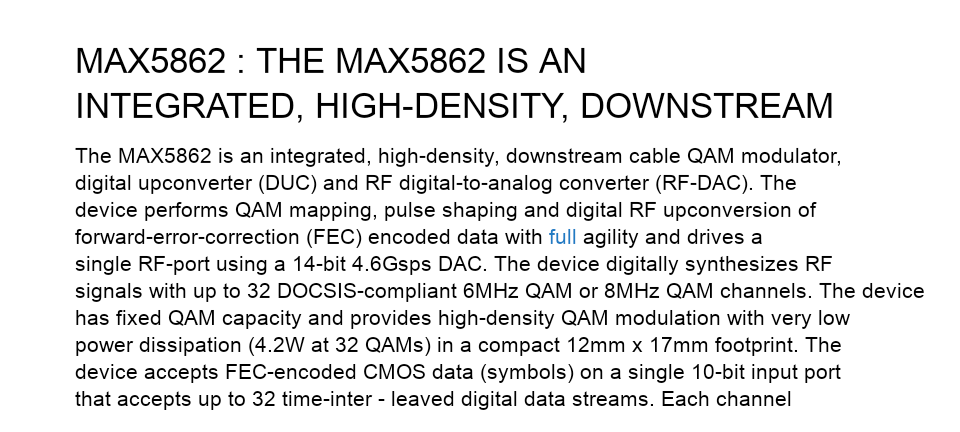 MAX5862 : THE MAX5862 IS AN
INTEGRATED, HIGH-DENSITY, DOWNSTREAM
The MAX5862 is an integrated, high-density, downstream cable QAM modulator,
digital upconverter (DUC) and RF digital-to-analog converter (RF-DAC). The
device performs QAM mapping, pulse shaping and digital RF upconversion of
forward-error-correction (FEC) encoded data with full agility and drives a
single RF-port using a 14-bit 4.6Gsps DAC. The device digitally synthesizes RF
signals with up to 32 DOCSIS-compliant 6MHz QAM or 8MHz QAM channels. The device
has fixed QAM capacity and provides high-density QAM modulation with very low
power dissipation (4.2W at 32 QAMs) in a compact 12mm x 17mm footprint. The
device accepts FEC-encoded CMOS data (symbols) on a single 10-bit input port
that accepts up to 32 time-inter - leaved digital data streams. Each channel